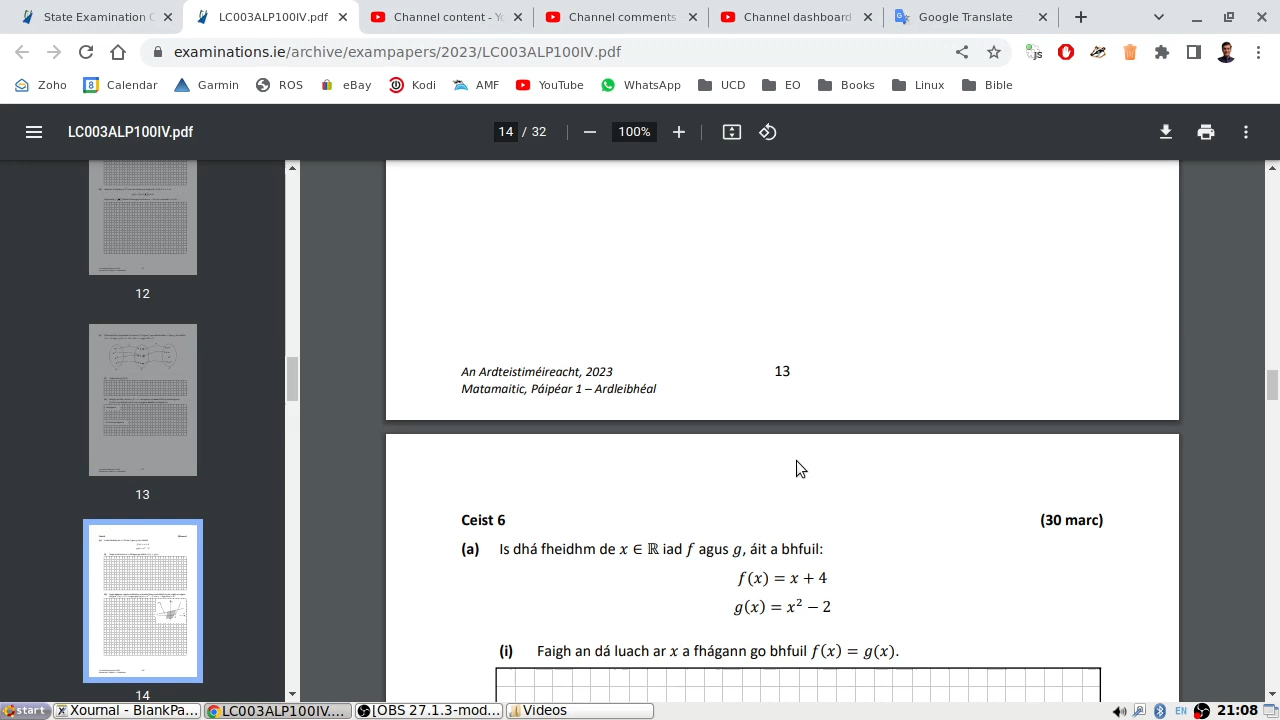 State Examination C
LC003ALP100IV.pdf
Channel content - Yo
Channel comments
Channel dashboard
Google Translate
examinations.ie/archive/exampapers/2023/LC003ALP100IV.pdf
Zoho
8 Calendar
Garmin
ROS
eBay
Kodi
AMF
YouTube
WhatsApp
UCD
EO
Books
Linux
Bible
LC003ALP100IV.pdf
14 / 32
100%
12
13
14
An Ardteistiméireacht, 2023
13
Matamaitic, Páipéar 1 – Ardleibhéal
Ceist 6
(30 marc)
(a) Is dhá fheidhm de x ∈ ℝ iad f agus g, áit a bhfuil:
f(x) = x + 4
g(x) = x² − 2
(i) Faigh an dá luach ar x a fhágann go bhfuil f(x) = g(x).
start
Xournal - BlankPa...
LC003ALP100IV....
[OBS 27.1.3-mod...
Videos
EN
21:08